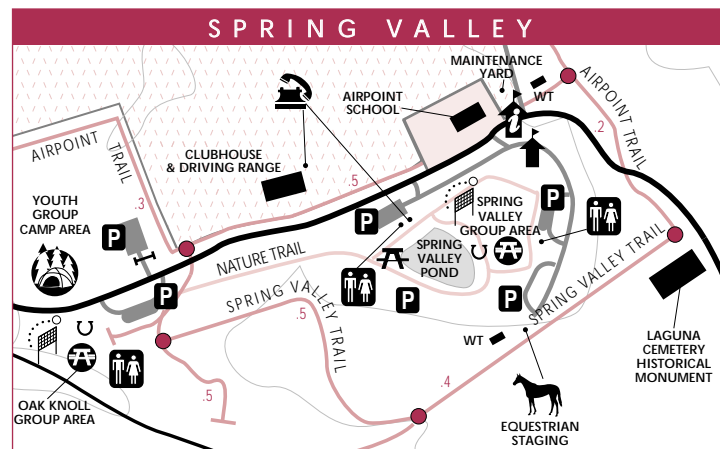 SPRING VALLEY
MAINTENANCE
YARD
WT
AIRPOINT
SCHOOL
AIRPOINT TRAIL
.2
AIRPOINT
TRAIL
CLUBHOUSE
& DRIVING RANGE
.5
.3
YOUTH
GROUP
CAMP AREA
P
P
P
P
P
P
SPRING
VALLEY
GROUP AREA
NATURE TRAIL
SPRING
VALLEY
POND
SPRING VALLEY TRAIL
.5
SPRING VALLEY TRAIL
.4
WT
LAGUNA
CEMETERY
HISTORICAL
MONUMENT
.5
OAK KNOLL
GROUP AREA
EQUESTRIAN
STAGING
i